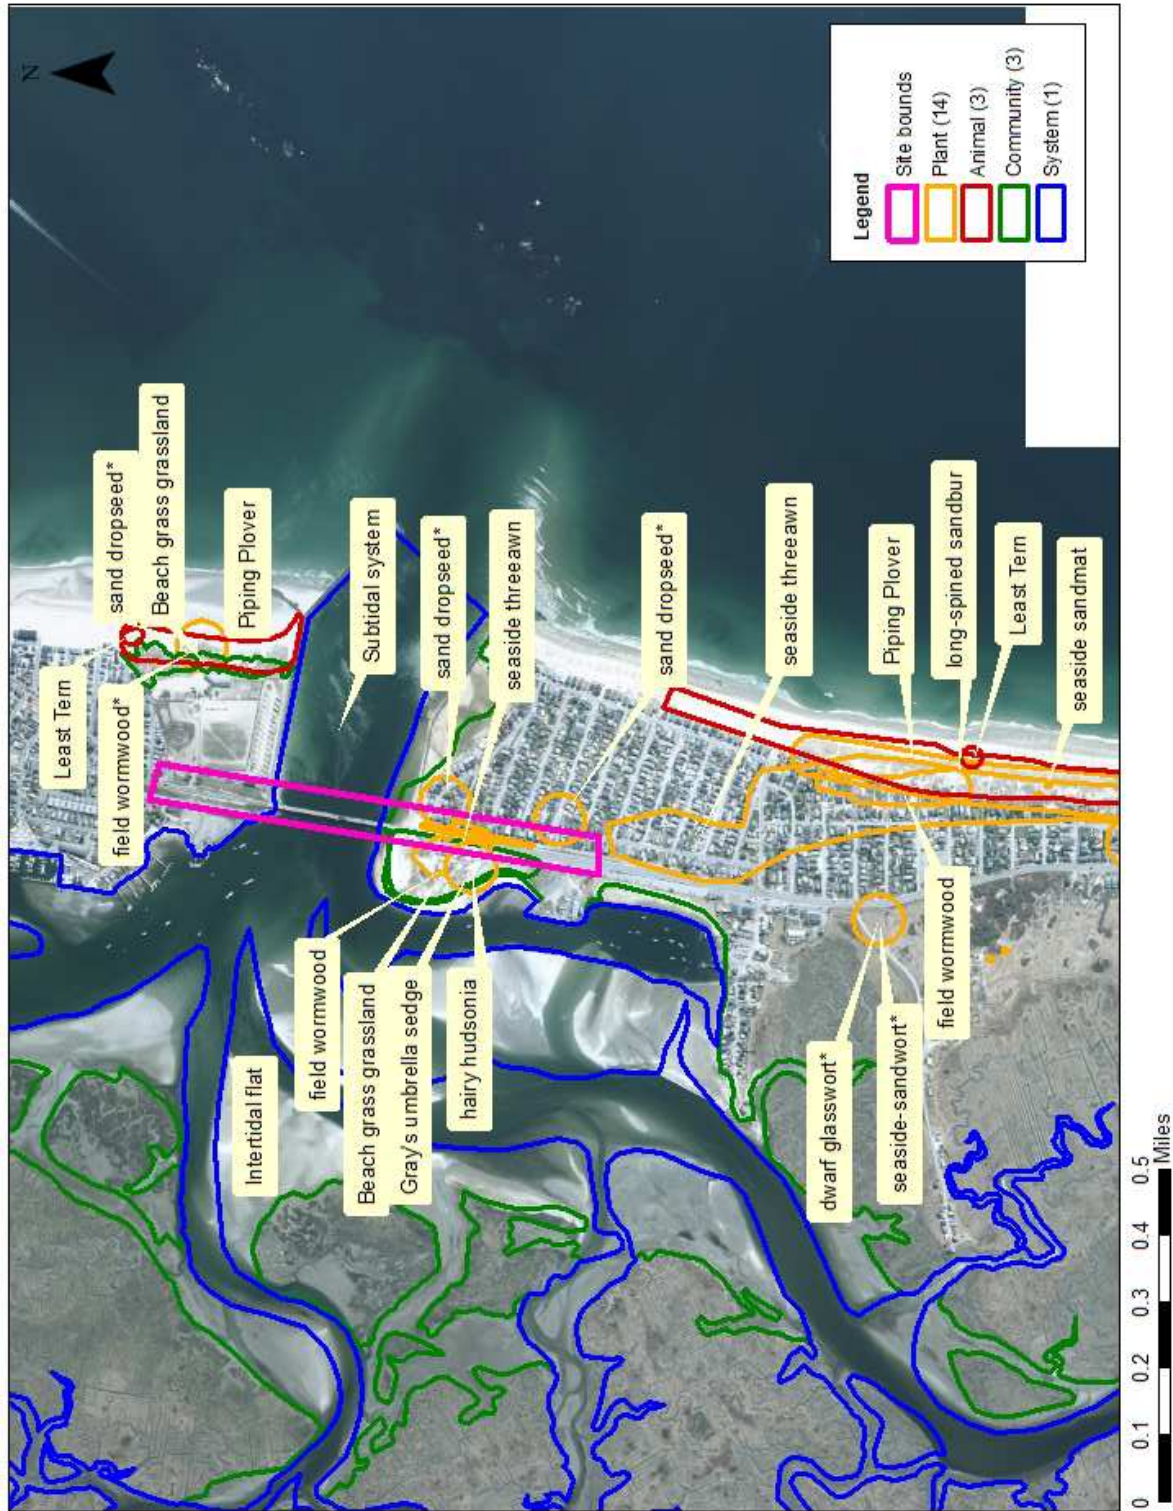 N
sand dropseed*
Beach grass grassland
Least Tern
field wormwood*
Piping Plover
Subtidal system
sand dropseed*
seaside threeawn
Intertidal flat
field wormwood
Beach grass grassland
Gray's umbrella sedge
hairy hudsonia
sand dropseed*
seaside threeawn
Piping Plover
long-spined sandbur
Least Tern
seaside sandmat
dwarf glasswort*
seaside-sandwort*
field wormwood
Legend
Site bounds
Plant (14)
Animal (3)
Community (3)
System (1)
0 0.1 0.2 0.3 0.4 0.5
Miles